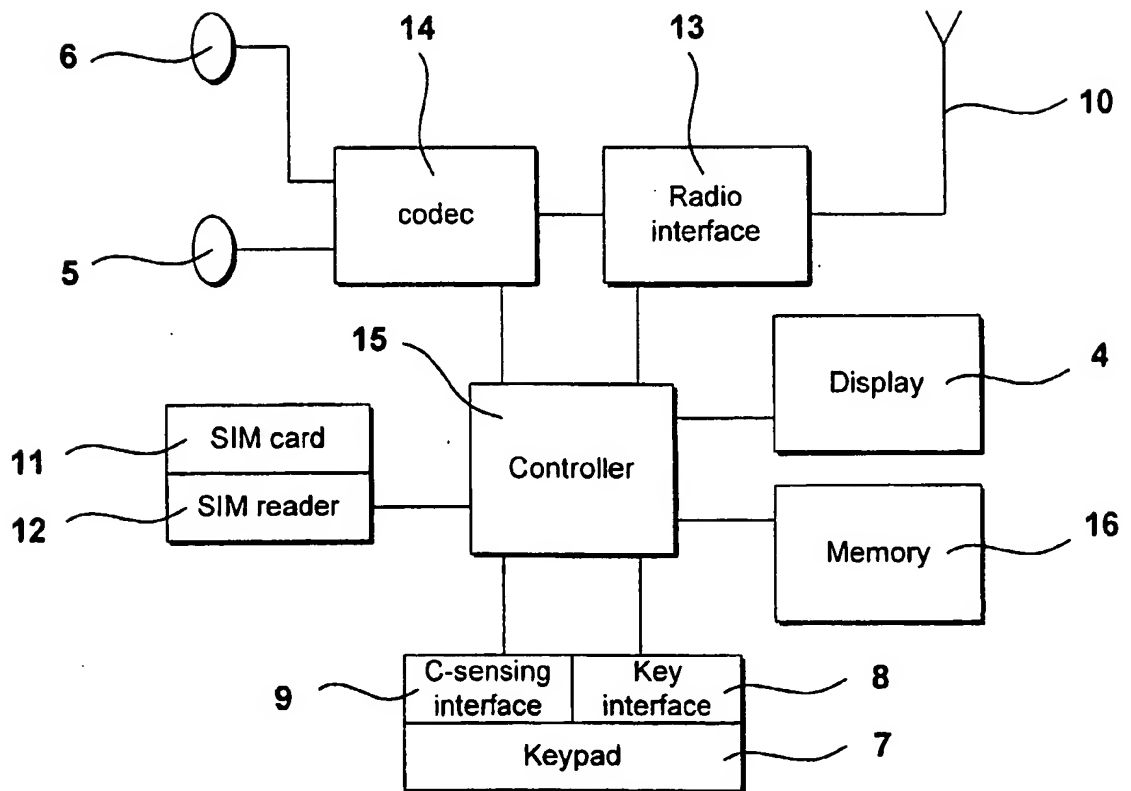 14
13
6
10
codec
Radio
interface
5
15
4
Display
SIM card
11
Controller
SIM reader
12
16
Memory
C-sensing
interface
Key
interface
9
8
Keypad
7